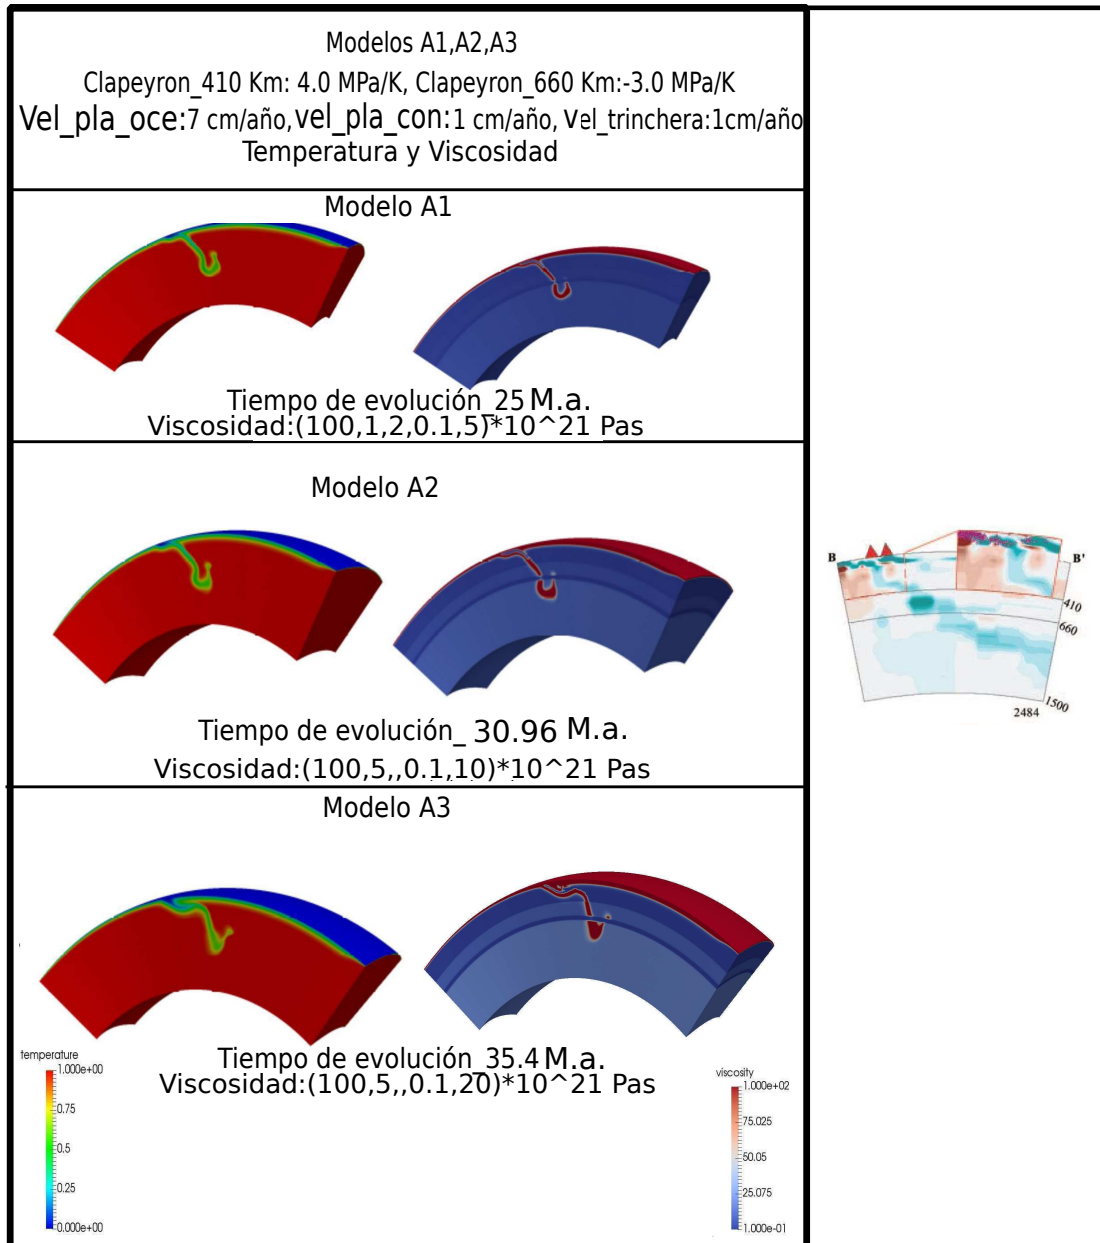 Modelos A1,A2,A3
Clapeyron_410 Km: 4.0 MPa/K, Clapeyron_660 Km:-3.0 MPa/K
Vel_pla_oce:7 cm/año, vel_pla_con:1 cm/año, Vel_trinchera:1cm/año
Temperatura y Viscosidad
Modelo A1
Tiempo de evolución_25 M.a.
Viscosidad:(100,1,2,0.1,5)*10^21 Pas
Modelo A2
Tiempo de evolución_ 30.96 M.a.
Viscosidad:(100,5,,0.1,10)*10^21 Pas
B
B'
410
660
1500
2484
Modelo A3
Tiempo de evolución_35.4 M.a.
Viscosidad:(100,5,,0.1,20)*10^21 Pas
temperature
1.000e+00
0.75
0.5
0.25
0.000e+00
viscosity
1.000e+02
75.025
50.05
25.075
1.000e-01